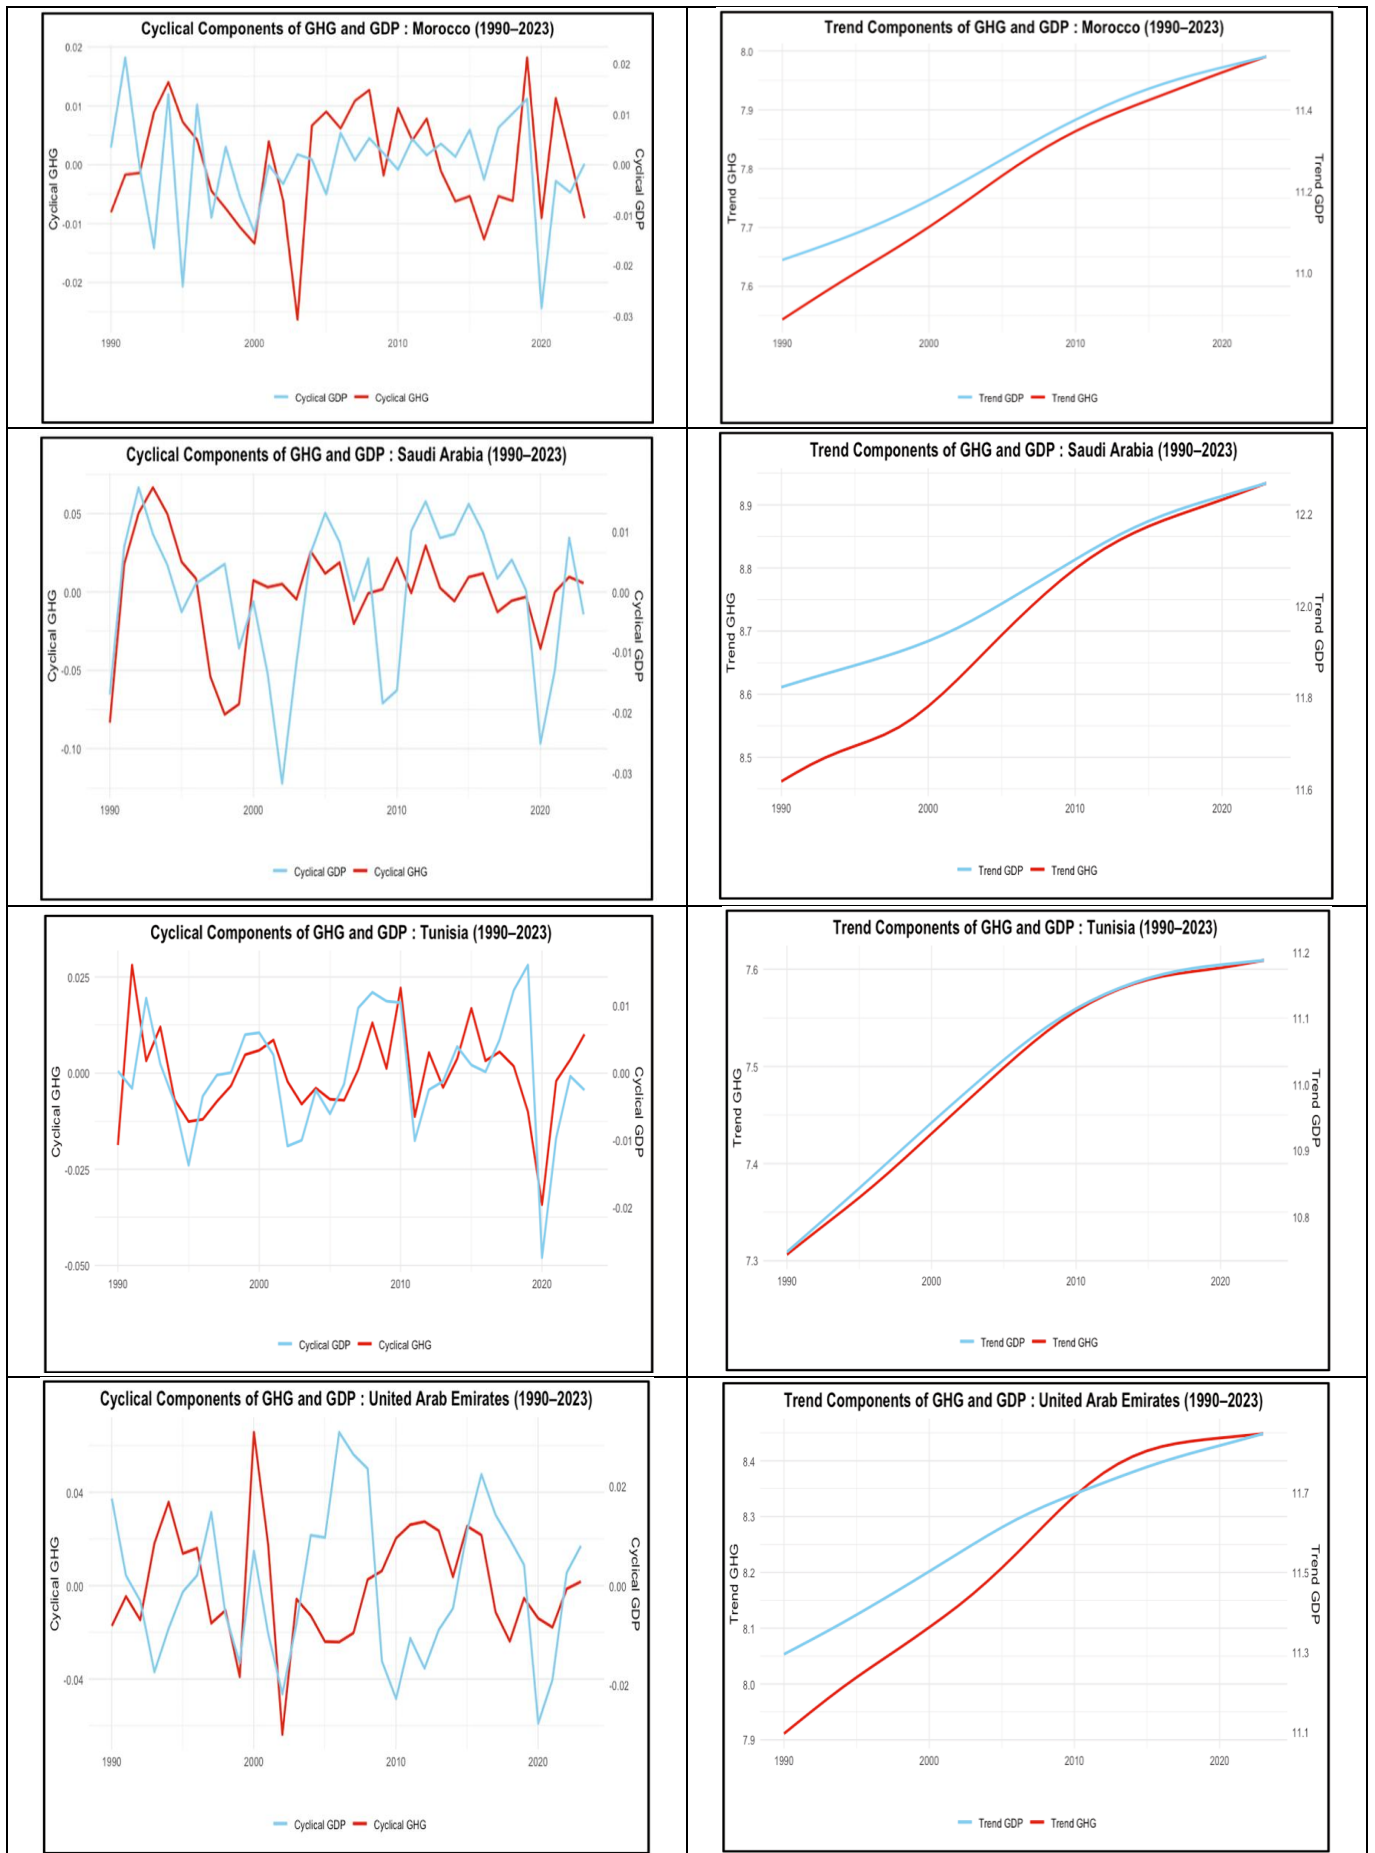 Cyclical Components of GHG and GDP : Morocco (1990–2023)
0.02
0.01
0.00
-0.01
-0.02
Cyclical GHG
0.02
0.01
0.00
-0.01
-0.02
-0.03
Cyclical GDP
1990 2000 2010 2020
Cyclical GDP Cyclical GHG
Trend Components of GHG and GDP : Morocco (1990–2023)
8.0
7.9
7.8
7.7
7.6
Trend GHG
11.4
11.2
11.0
Trend GDP
1990 2000 2010 2020
Trend GDP Trend GHG
Cyclical Components of GHG and GDP : Saudi Arabia (1990–2023)
0.05
0.00
-0.05
-0.10
Cyclical GHG
0.01
0.00
-0.01
-0.02
-0.03
Cyclical GDP
1990 2000 2010 2020
Cyclical GDP Cyclical GHG
Trend Components of GHG and GDP : Saudi Arabia (1990–2023)
8.9
8.8
8.7
8.6
8.5
Trend GHG
12.2
12.0
11.8
11.6
Trend GDP
1990 2000 2010 2020
Trend GDP Trend GHG
Cyclical Components of GHG and GDP : Tunisia (1990–2023)
0.025
0.000
-0.025
-0.050
Cyclical GHG
0.01
0.00
-0.01
-0.02
Cyclical GDP
1990 2000 2010 2020
Cyclical GDP Cyclical GHG
Trend Components of GHG and GDP : Tunisia (1990–2023)
7.6
7.5
7.4
7.3
Trend GHG
11.2
11.1
11.0
10.9
10.8
Trend GDP
1990 2000 2010 2020
Trend GDP Trend GHG
Cyclical Components of GHG and GDP : United Arab Emirates (1990–2023)
0.04
0.00
-0.04
Cyclical GHG
0.02
0.00
-0.02
Cyclical GDP
1990 2000 2010 2020
Cyclical GDP Cyclical GHG
Trend Components of GHG and GDP : United Arab Emirates (1990–2023)
8.4
8.3
8.2
8.1
8.0
7.9
Trend GHG
11.7
11.5
11.3
11.1
Trend GDP
1990 2000 2010 2020
Trend GDP Trend GHG